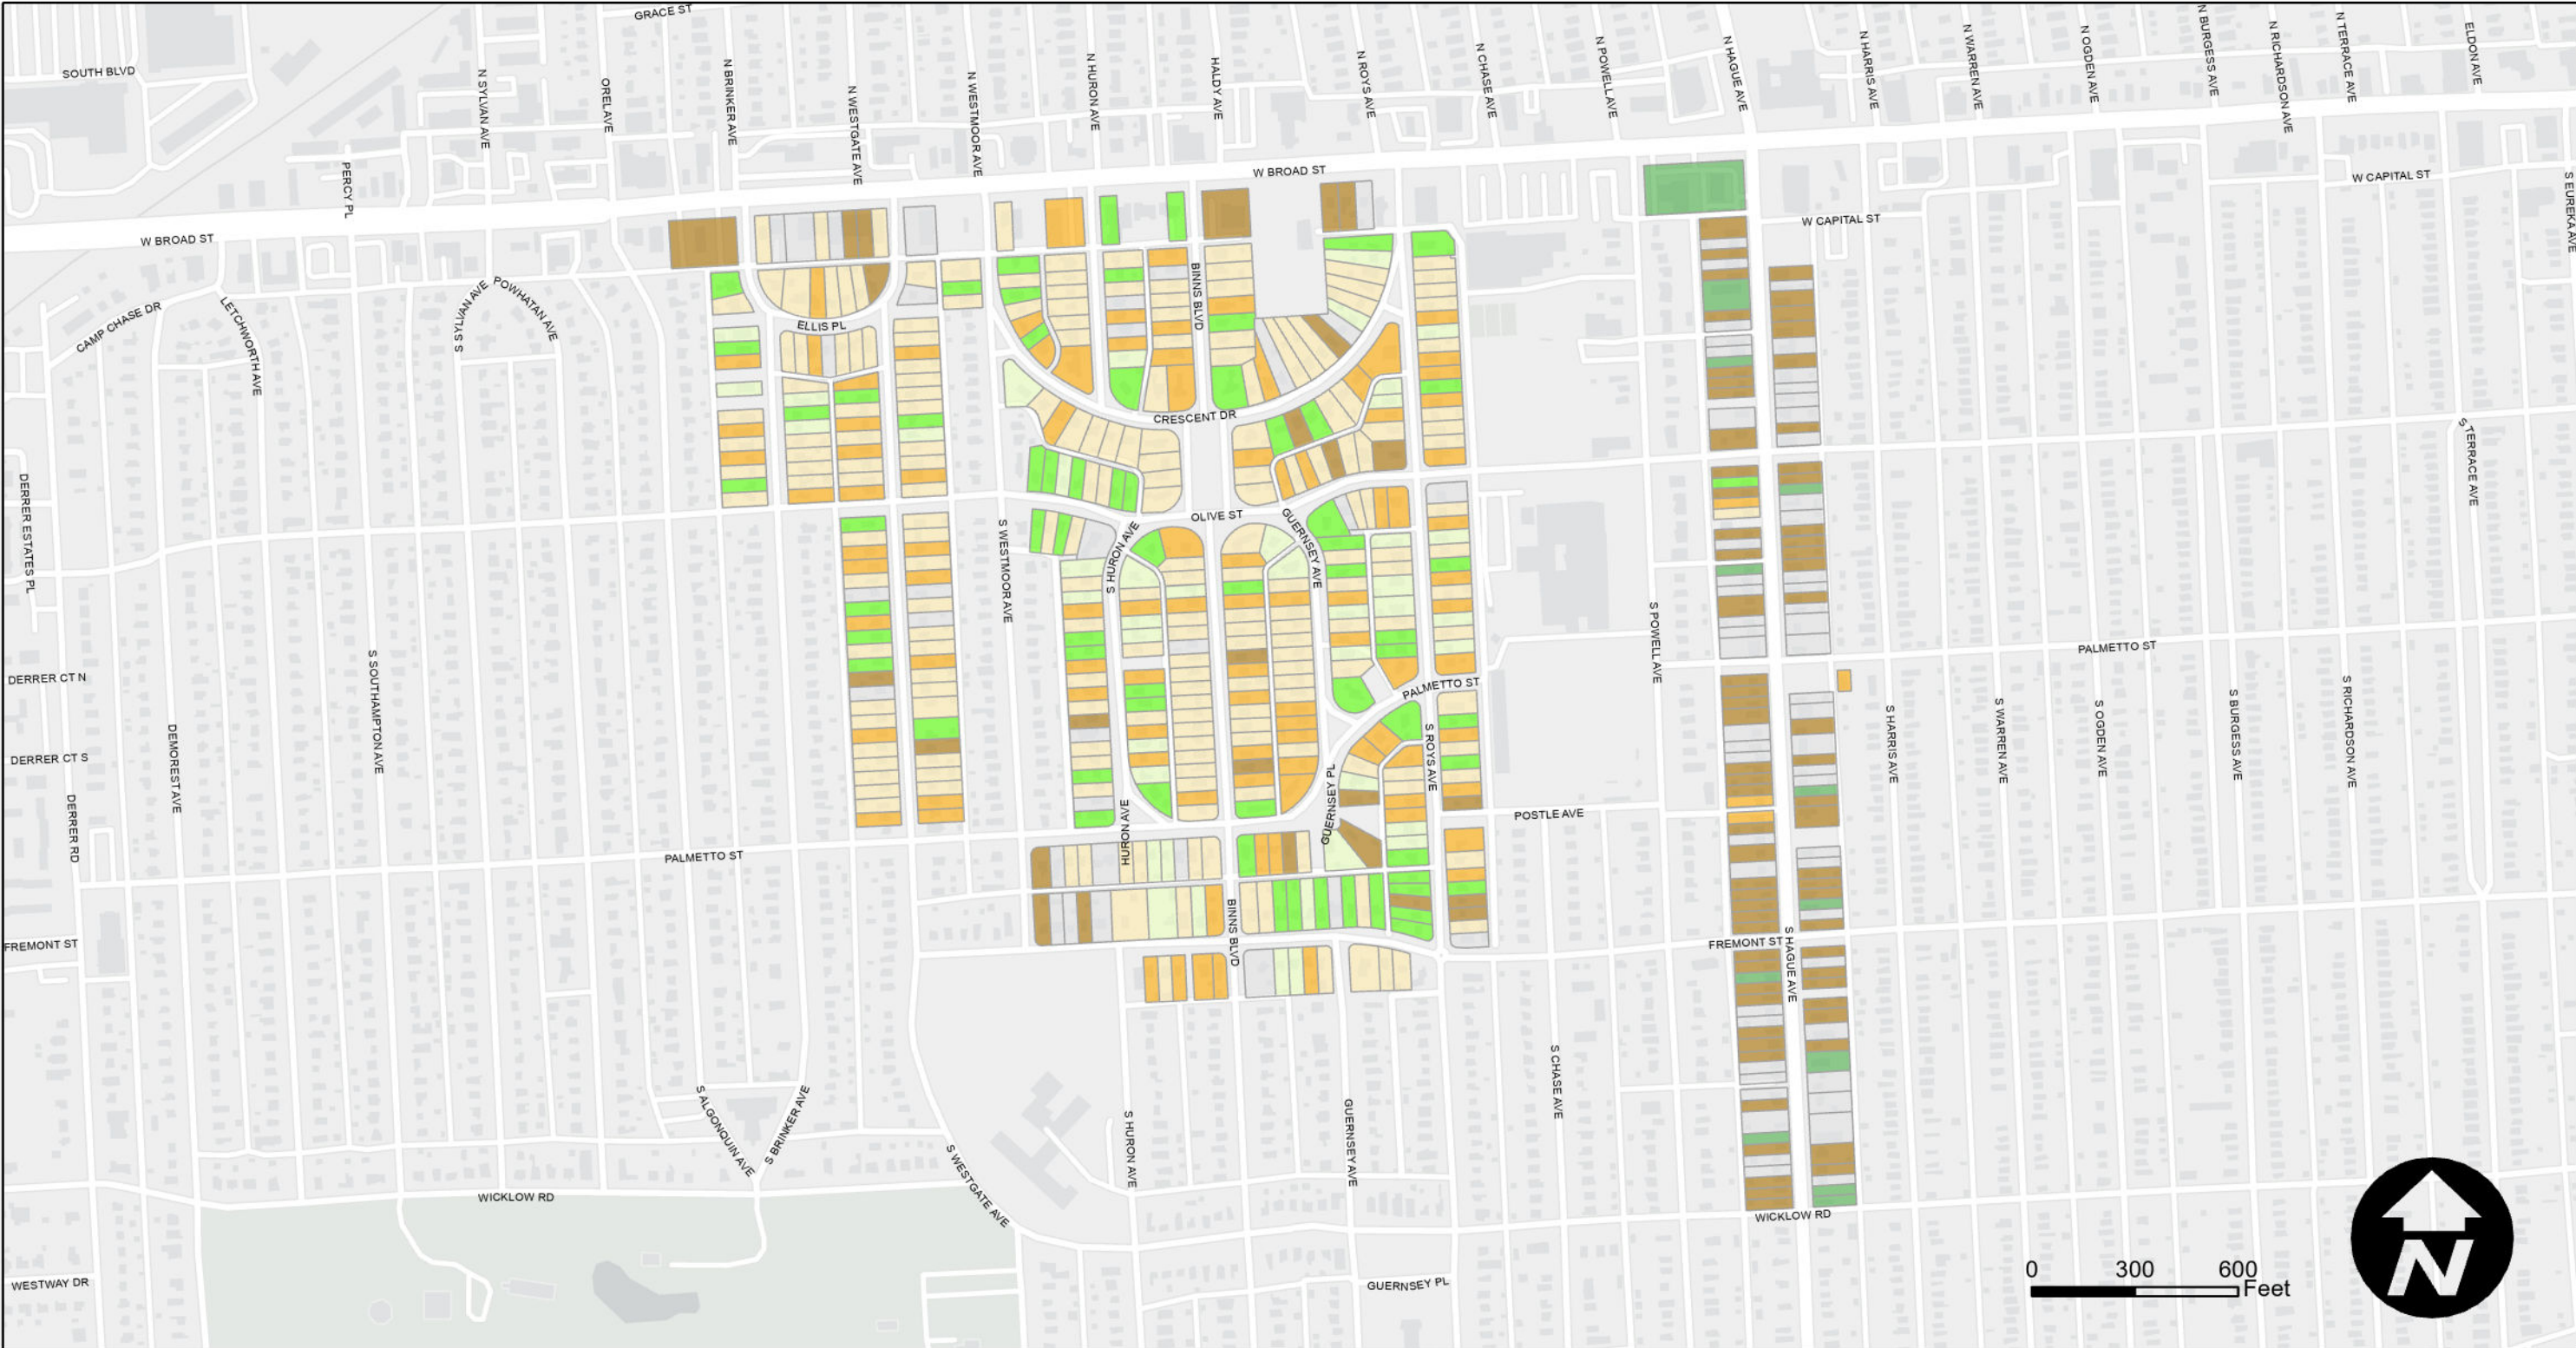 GRACE ST
SOUTH BLVD
N SYLVAN AVE
OREL AVE
N BRINKER AVE
N WESTGATE AVE
N WESTMOOR AVE
N HURON AVE
HALDY AVE
N ROYS AVE
N CHASE AVE
N POWELL AVE
N HAGUE AVE
N HARRIS AVE
N WARREN AVE
N OGDEN AVE
N BURGESS AVE
N RICHARDSON AVE
N TERRACE AVE
ELDON AVE
PERCY PL
W BROAD ST
W BROAD ST
W CAPITAL ST
W CAPITAL ST
S EUREKA AVE
CAMP CHASE DR
LETCHWORTH AVE
S SYLVAN AVE
POWHATAN AVE
ELLIS PL
BINNS BLVD
CRESCENT DR
S TERRACE AVE
DERRER ESTATES PL
OLIVE ST
S HURON AVE
GUERNSEY AVE
S WESTMOOR AVE
S POWELL AVE
PALMETTO ST
DERRER CT N
S SOUTHAMPTON AVE
DEMOREST AVE
DERRER CT S
DERRER RD
PALMETTO ST
S ROYS AVE
GUERNSEY PL
S HARRIS AVE
S WARREN AVE
S OGDEN AVE
S BURGESS AVE
S RICHARDSON AVE
POSTLE AVE
HURON AVE
PALMETTO ST
BINNS BLVD
FREMONT ST
FREMONT ST
S HAGUE AVE
S CHASE AVE
S ALGONQUIN AVE
S BRINKER AVE
S WESTGATE AVE
S HURON AVE
GUERNSEY AVE
WICKLOW RD
WICKLOW RD
WESTWAY DR
GUERNSEY PL
0 300 600
Feet
N